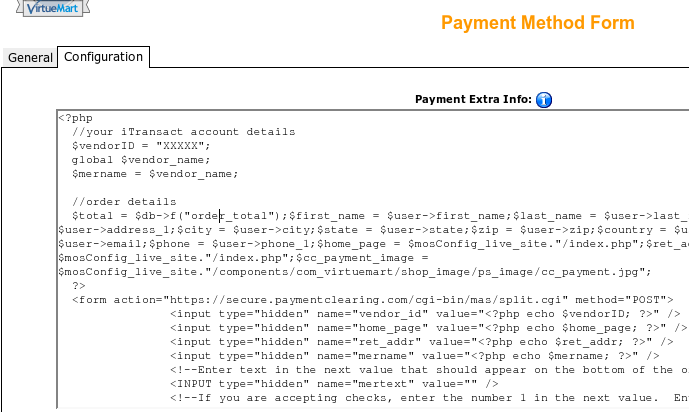 VirtueMart
Payment Method Form
General Configuration
Payment Extra Info:
<?php
//your iTransact account details
$vendorID = "XXXXX";
global $vendor_name;
$mername = $vendor_name;
//order details
$total = $db->f("order_total");$first_name = $user->first_name;$last_name = $user->last_
$user->address_1;$city = $user->city;$state = $user->state;$zip = $user->zip;$country = $u
$user->email;$phone = $user->phone_1;$home_page = $mosConfig_live_site."/index.php";$ret_a
$mosConfig_live_site."/index.php";$cc_payment_image =
$mosConfig_live_site."/components/com_virtuemart/shop_image/ps_image/cc_payment.jpg";
?>
<form action="https://secure.paymentclearing.com/cgi-bin/mas/split.cgi" method="POST">
<input type="hidden" name="vendor_id" value="<?php echo $vendorID; ?>" />
<input type="hidden" name="home_page" value="<?php echo $home_page; ?>" />
<input type="hidden" name="ret_addr" value="<?php echo $ret_addr; ?>" />
<input type="hidden" name="mername" value="<?php echo $mername; ?>" />
<!--Enter text in the next value that should appear on the bottom of the o
<INPUT type="hidden" name="mertext" value="" />
<!--If you are accepting checks, enter the number 1 in the next value. En